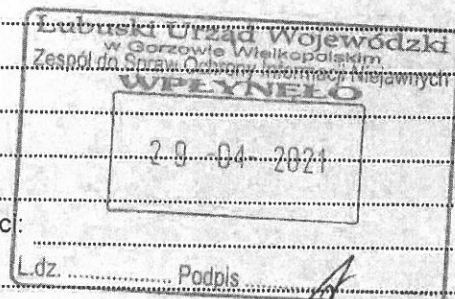 Lubuski Urząd Wojewódzki
w Gorzowie Wielkopolskim
Zespół do Spraw Ochrony Informacji Niejawnych
WPŁYNĘŁO
29 -04- 2021
c:
L.dz. .................... Podpis ....................